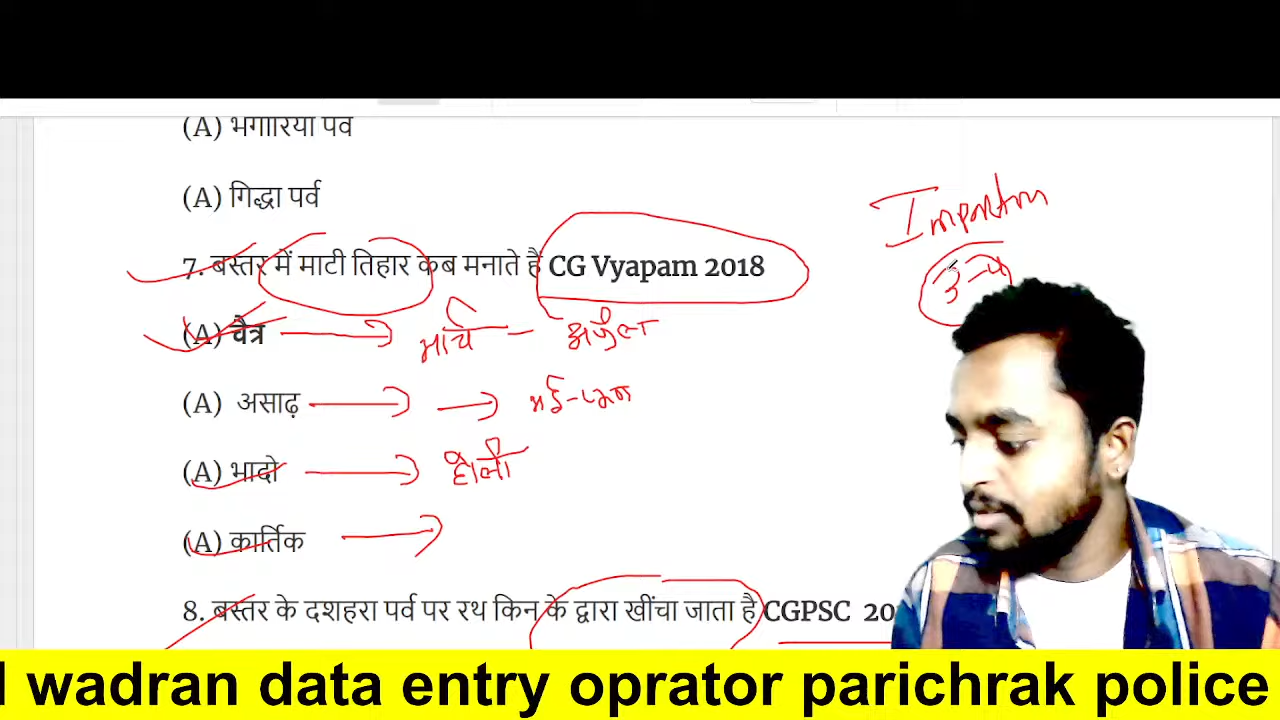 (A) भगोरिया पर्व
(A) गिद्धा पर्व
7. बस्तर में माटी तिहार कब मनाते हैं CG Vyapam 2018
(A) चैत्र मार्च - अप्रैल
(A) असाढ़ मई-जून
(A) भादो होली
(A) कार्तिक
8. बस्तर के दशहरा पर्व पर रथ किन के द्वारा खींचा जाता है CGPSC 20
wadran data entry oprator parichrak police